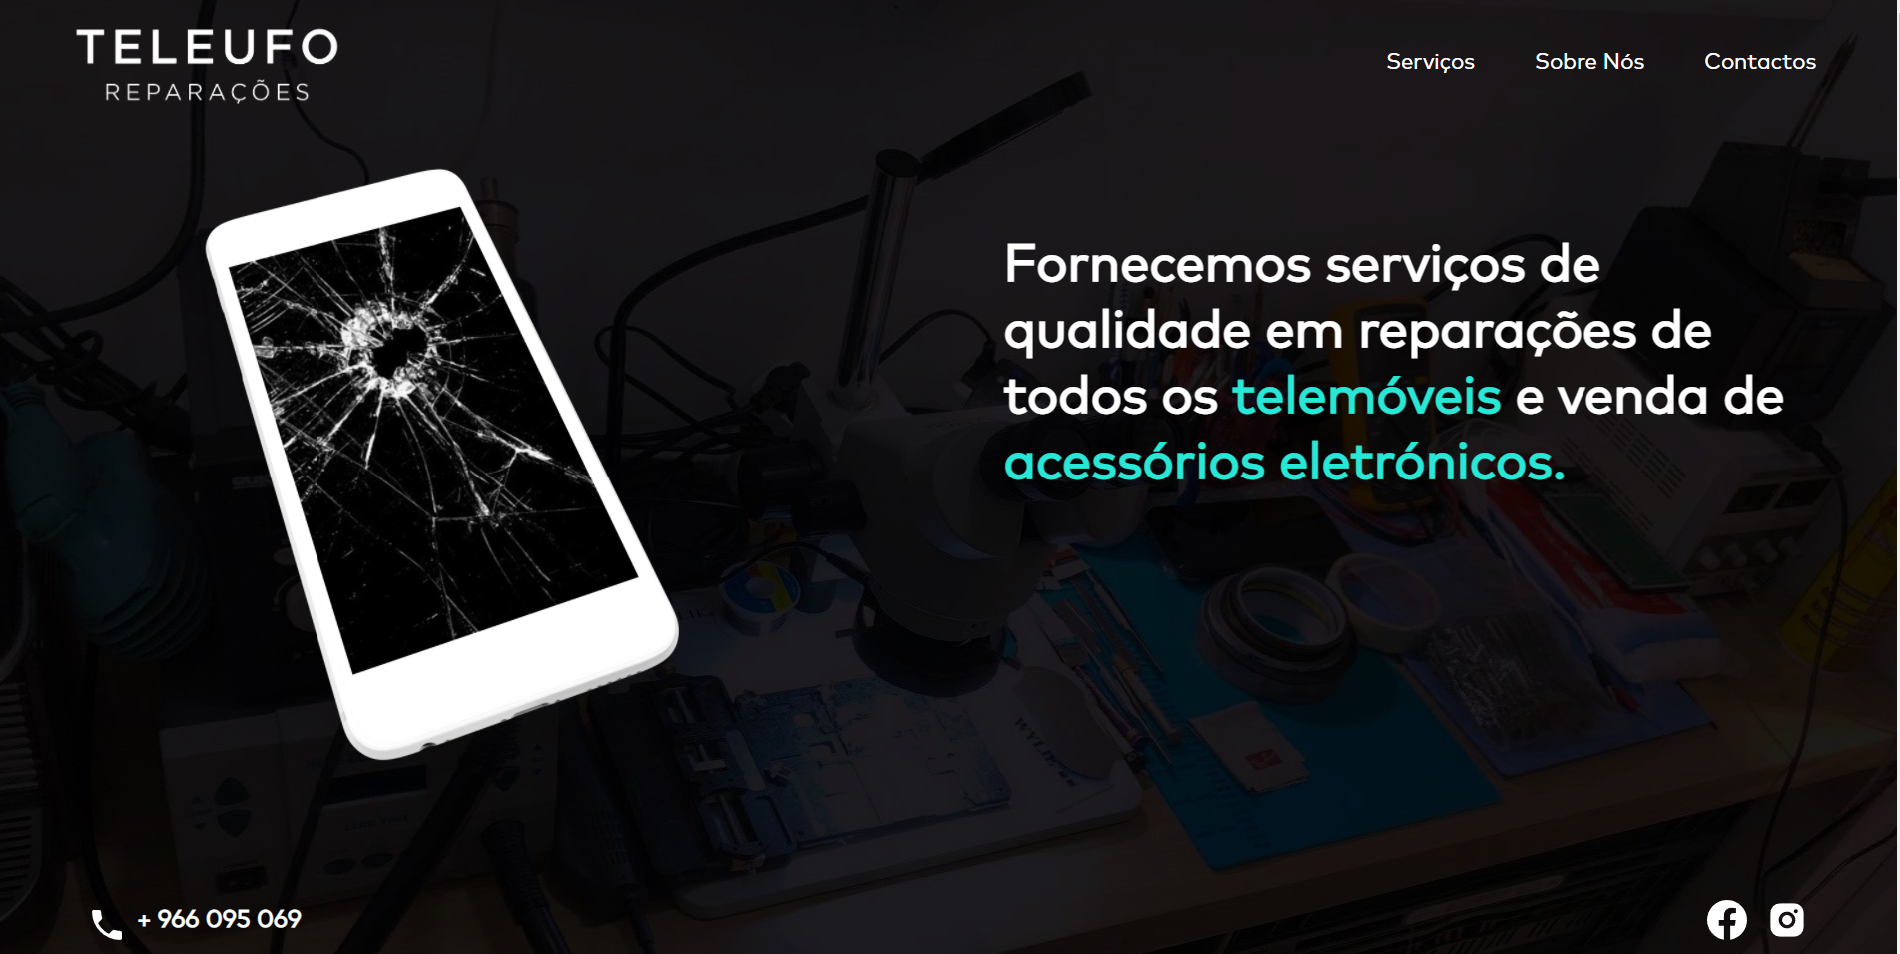 TELEUFO
REPARAÇÕES
Serviços
Sobre Nós
Contactos
Fornecemos serviços de
qualidade em reparações de
todos os telemóveis e venda de
acessórios eletrónicos.
+ 966 095 069